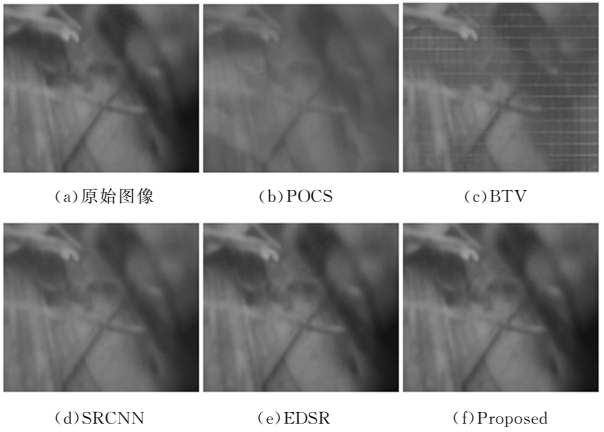 (a)原始图像 (b)POCS (c)BTV
(d)SRCNN (e)EDSR (f)Proposed